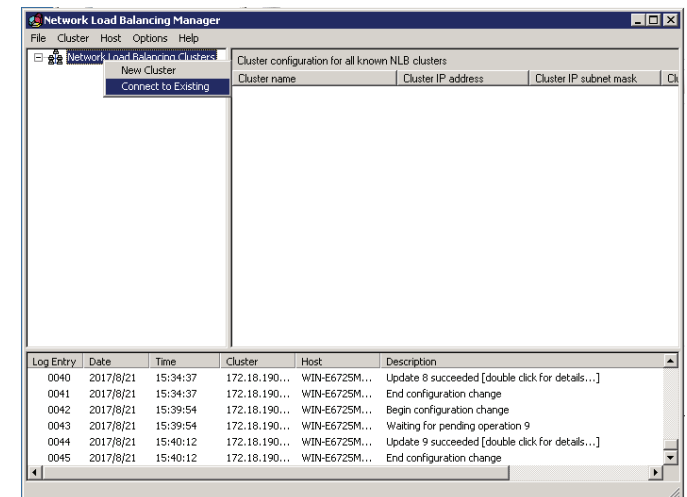 Network Load Balancing Manager
File Cluster Host Options Help
Network Load Balancing Clusters
New Cluster
Connect to Existing
Cluster configuration for all known NLB clusters
Cluster name Cluster IP address Cluster IP subnet mask Clu
Log Entry Date Time Cluster Host Description
0040 2017/8/21 15:34:37 172.18.190... WIN-E6725M... Update 8 succeeded [double click for details...]
0041 2017/8/21 15:34:37 172.18.190... WIN-E6725M... End configuration change
0042 2017/8/21 15:39:54 172.18.190... WIN-E6725M... Begin configuration change
0043 2017/8/21 15:39:54 172.18.190... WIN-E6725M... Waiting for pending operation 9
0044 2017/8/21 15:40:12 172.18.190... WIN-E6725M... Update 9 succeeded [double click for details...]
0045 2017/8/21 15:40:12 172.18.190... WIN-E6725M... End configuration change